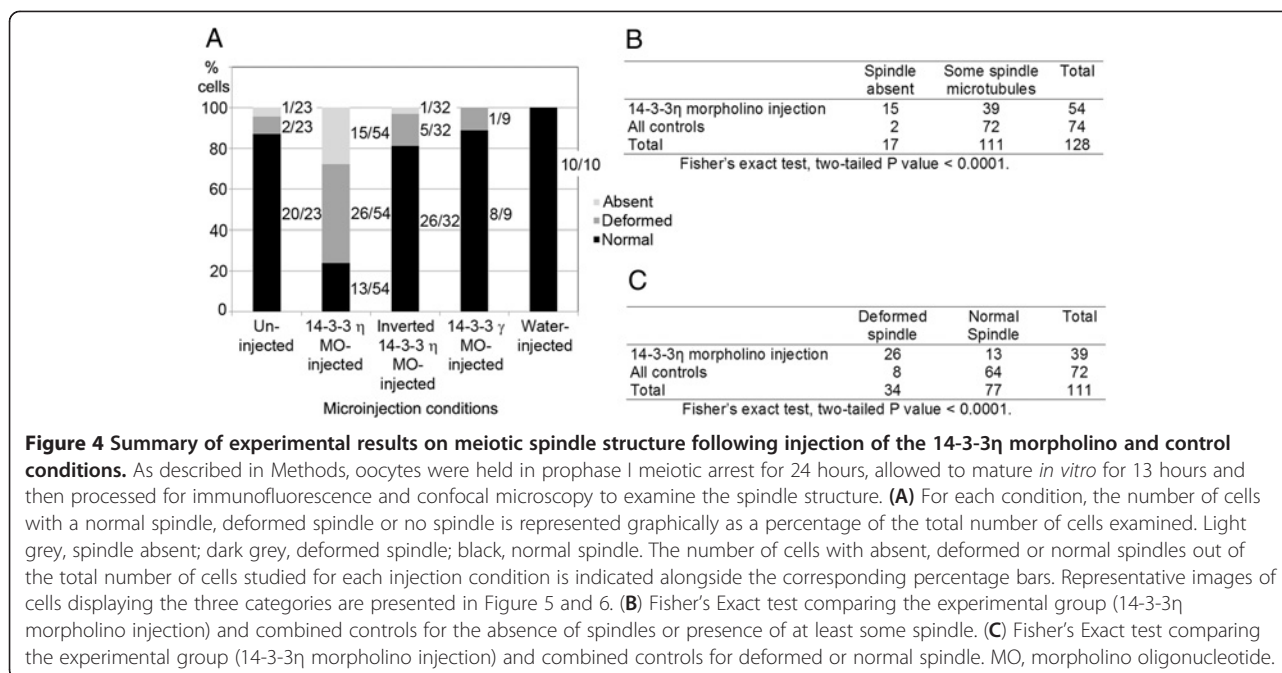 A
%
cells
100
80
60
40
20
0
1/23
2/23
20/23
15/54
26/54
13/54
1/32
5/32
26/32
1/9
8/9
10/10
Absent
Deformed
Normal
Un-
injected
14-3-3 η
MO-
injected
Inverted
14-3-3 η
MO-
injected
14-3-3 γ
MO-
injected
Water-
injected
Microinjection conditions
B
Spindle absent Some spindle microtubules Total
14-3-3η morpholino injection 15 39 54
All controls 2 72 74
Total 17 111 128
Fisher's exact test, two-tailed P value < 0.0001.
C
Deformed spindle Normal Spindle Total
14-3-3η morpholino injection 26 13 39
All controls 8 64 72
Total 34 77 111
Fisher's exact test, two-tailed P value < 0.0001.
Figure 4 Summary of experimental results on meiotic spindle structure following injection of the 14-3-3η morpholino and control
conditions. As described in Methods, oocytes were held in prophase I meiotic arrest for 24 hours, allowed to mature in vitro for 13 hours and
then processed for immunofluorescence and confocal microscopy to examine the spindle structure. (A) For each condition, the number of cells
with a normal spindle, deformed spindle or no spindle is represented graphically as a percentage of the total number of cells examined. Light
grey, spindle absent; dark grey, deformed spindle; black, normal spindle. The number of cells with absent, deformed or normal spindles out of
the total number of cells studied for each injection condition is indicated alongside the corresponding percentage bars. Representative images of
cells displaying the three categories are presented in Figure 5 and 6. (B) Fisher's Exact test comparing the experimental group (14-3-3η
morpholino injection) and combined controls for the absence of spindles or presence of at least some spindle. (C) Fisher's Exact test comparing
the experimental group (14-3-3η morpholino injection) and combined controls for deformed or normal spindle. MO, morpholino oligonucleotide.